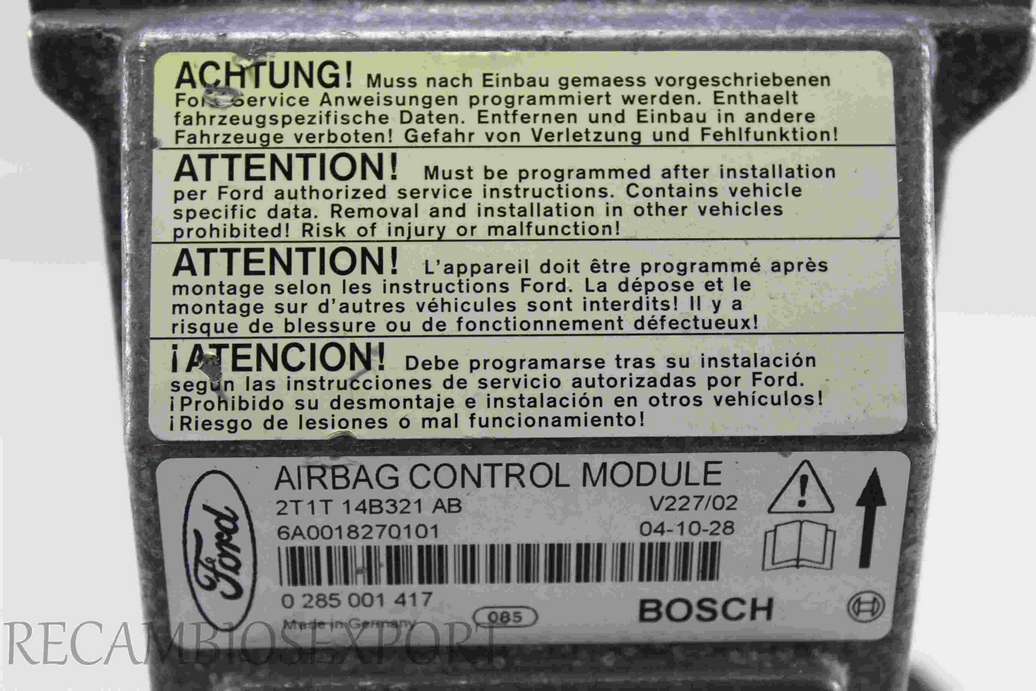 ACHTUNG! Muss nach Einbau gemaess vorgeschriebenen
Ford Service Anweisungen programmiert werden. Enthaelt
fahrzeugspezifische Daten. Entfernen und Einbau in andere
Fahrzeuge verboten! Gefahr von Verletzung und Fehlfunktion!
ATTENTION! Must be programmed after installation
per Ford authorized service instructions. Contains vehicle
specific data. Removal and installation in other vehicles
prohibited! Risk of injury or malfunction!
ATTENTION! L'appareil doit être programmé après
montage selon les instructions Ford. La dépose et le
montage sur d'autres véhicules sont interdits! Il y a
risque de blessure ou de fonctionnement défectueux!
¡ATENCION! Debe programarse tras su instalación
segun las instrucciones de servicio autorizadas por Ford.
¡Prohibido su desmontaje e instalación en otros vehículos!
¡Riesgo de lesiones ó mal funcionamiento!
Ford
AIRBAG CONTROL MODULE
2T1T 14B321 AB V227/02
6A0018270101 04-10-28
0 285 001 417
Made in Germany 085 BOSCH
RECAMBIOSEXPORT